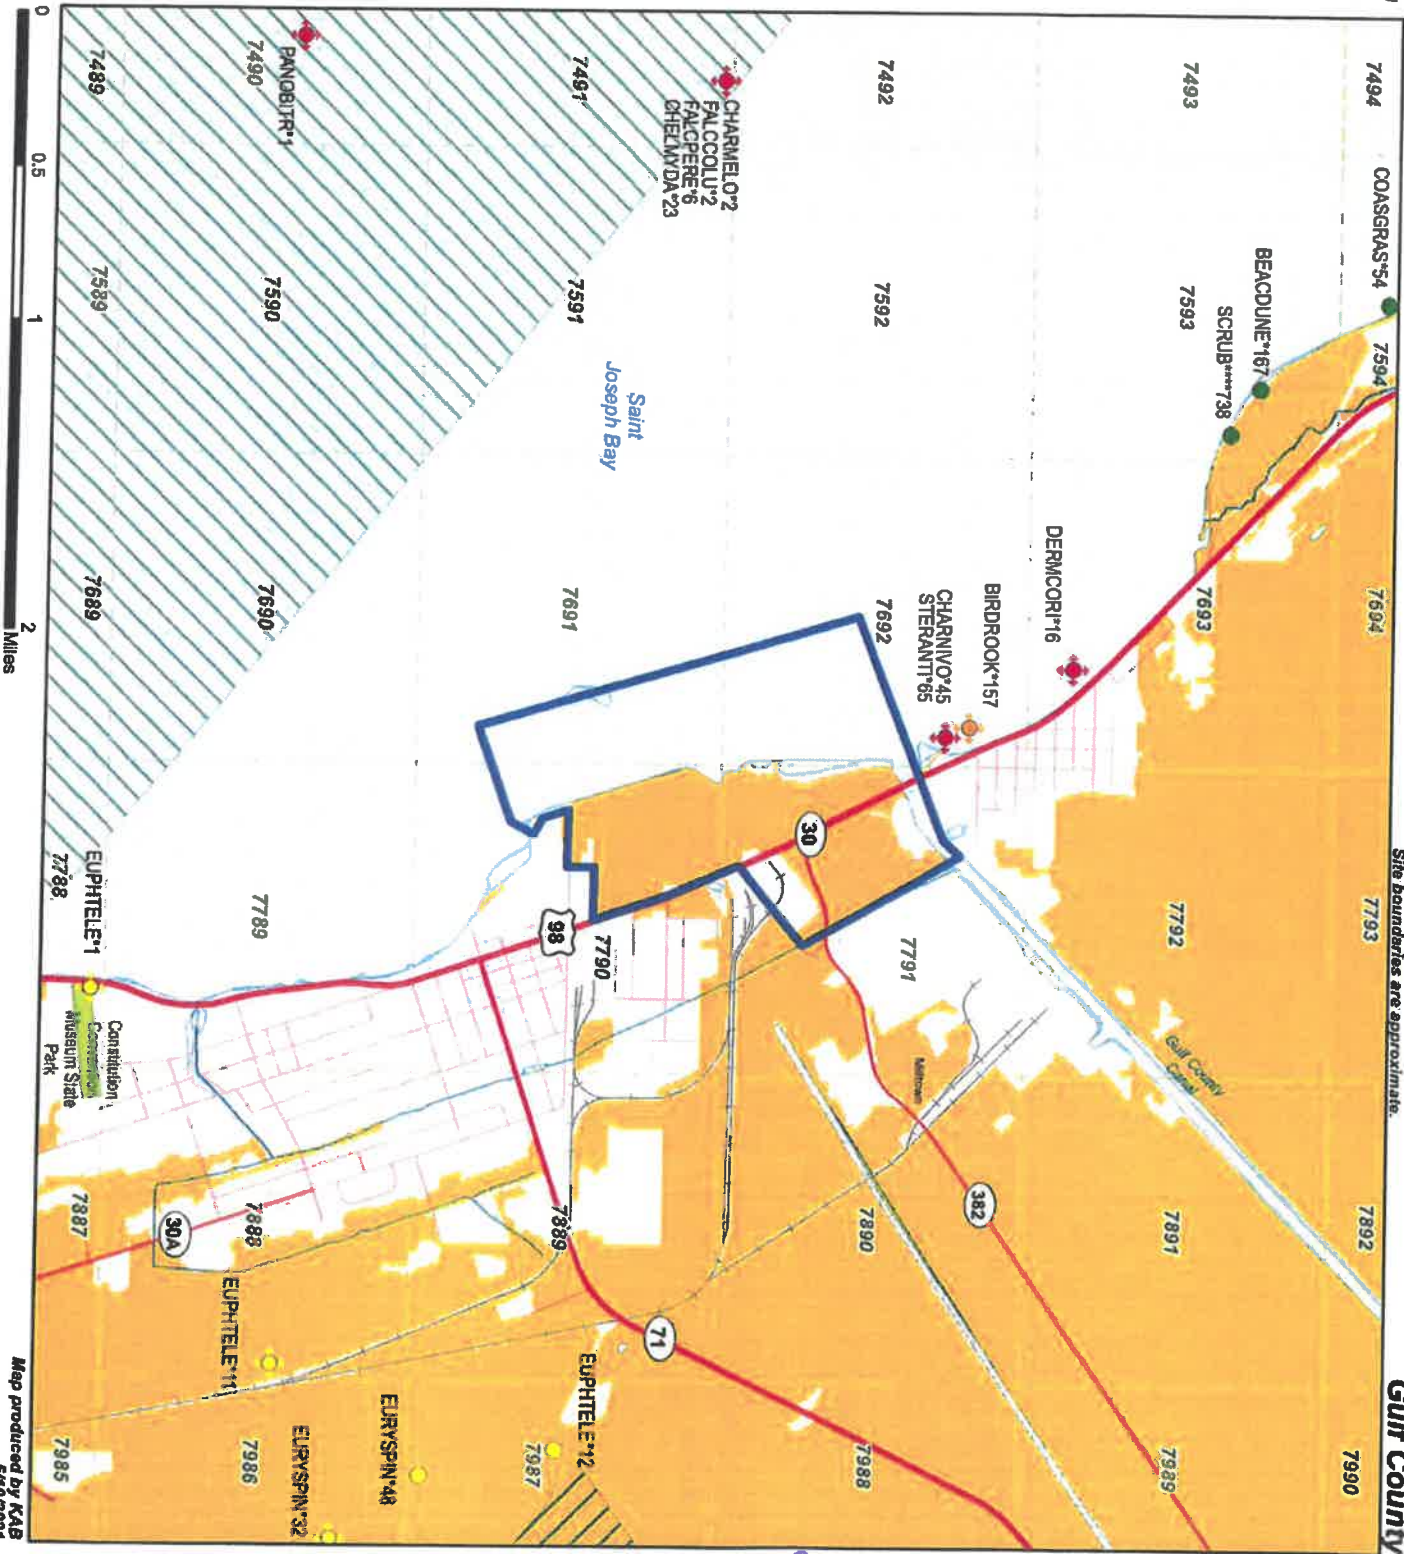 Gulf County
Site boundaries are approximate.
7494
7594
7694
7793
7892
7990
COASGRAS*54
BEACDUNE*167
SCRUB****738
7493
7593
7693
7792
7891
7989
DERMCORI*16
BIRDROOK*157
CHARNIVO*45
STERANTI*65
Gulf County
Canal
382
7492
7592
7692
7791
7890
7988
Milltown
30
CHARMELO*2
FALCCOLU*2
FALCPERE*6
CHELMYDA*23
Saint
Joseph Bay
71
7491
7591
7691
7790
7889
7987
98
EUPHTELE*12
EURYSPIN*48
EURYSPIN*32
PANOBITR*1
7490
7590
7690
7789
7888
7986
EUPHTELE*11
30A
7489
7589
7689
7788
7887
7985
EUPHTELE*1
Constitution
Convention
Museum State
Park
0
0.5
1
2
Miles
Map produced by KAB